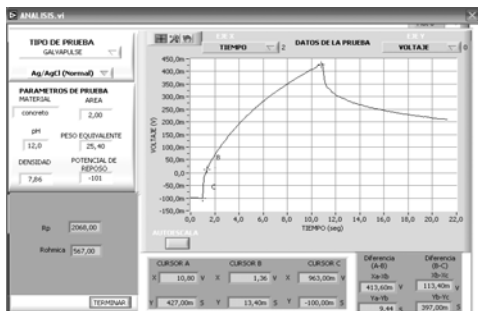 ANALISIS.vi
TIPO DE PRUEBA
GALVAPULSE
Ag/AgCl (Normal)
PARAMETROS DE PRUEBA
MATERIAL
AREA
concreto
2,00
pH
PESO EQUIVALENTE
12,0
25,40
DENSIDAD
POTENCIAL DE REPOSO
7,86
-101
Rp
2068,00
Rohmica
567,00
TERMINAR
EJE X
TIEMPO
2
DATOS DE LA PRUEBA
EJE Y
VOLTAJE
0
VOLTAJE (V)
450,0m
400,0m
350,0m
300,0m
250,0m
200,0m
150,0m
100,0m
50,0m
0,0
-50,0m
-100,0m
-150,0m
B
C
0,0 2,0 4,0 6,0 8,0 10,0 12,0 14,0 16,0 18,0 20,0 22,0
TIEMPO (seg)
AUTOESCALA
CURSOR A
CURSOR B
CURSOR C
X 10,80 V X 1,36 V X 963,00m V
Y 427,00m S Y 13,40m S Y -100,00m S
Diferencia (A-B)
Diferencia (B-C)
Xa-Xb
Xb-Xc
413,60m V
113,40m V
Ya-Yb
Yb-Yc
9,44 S
397,00m S